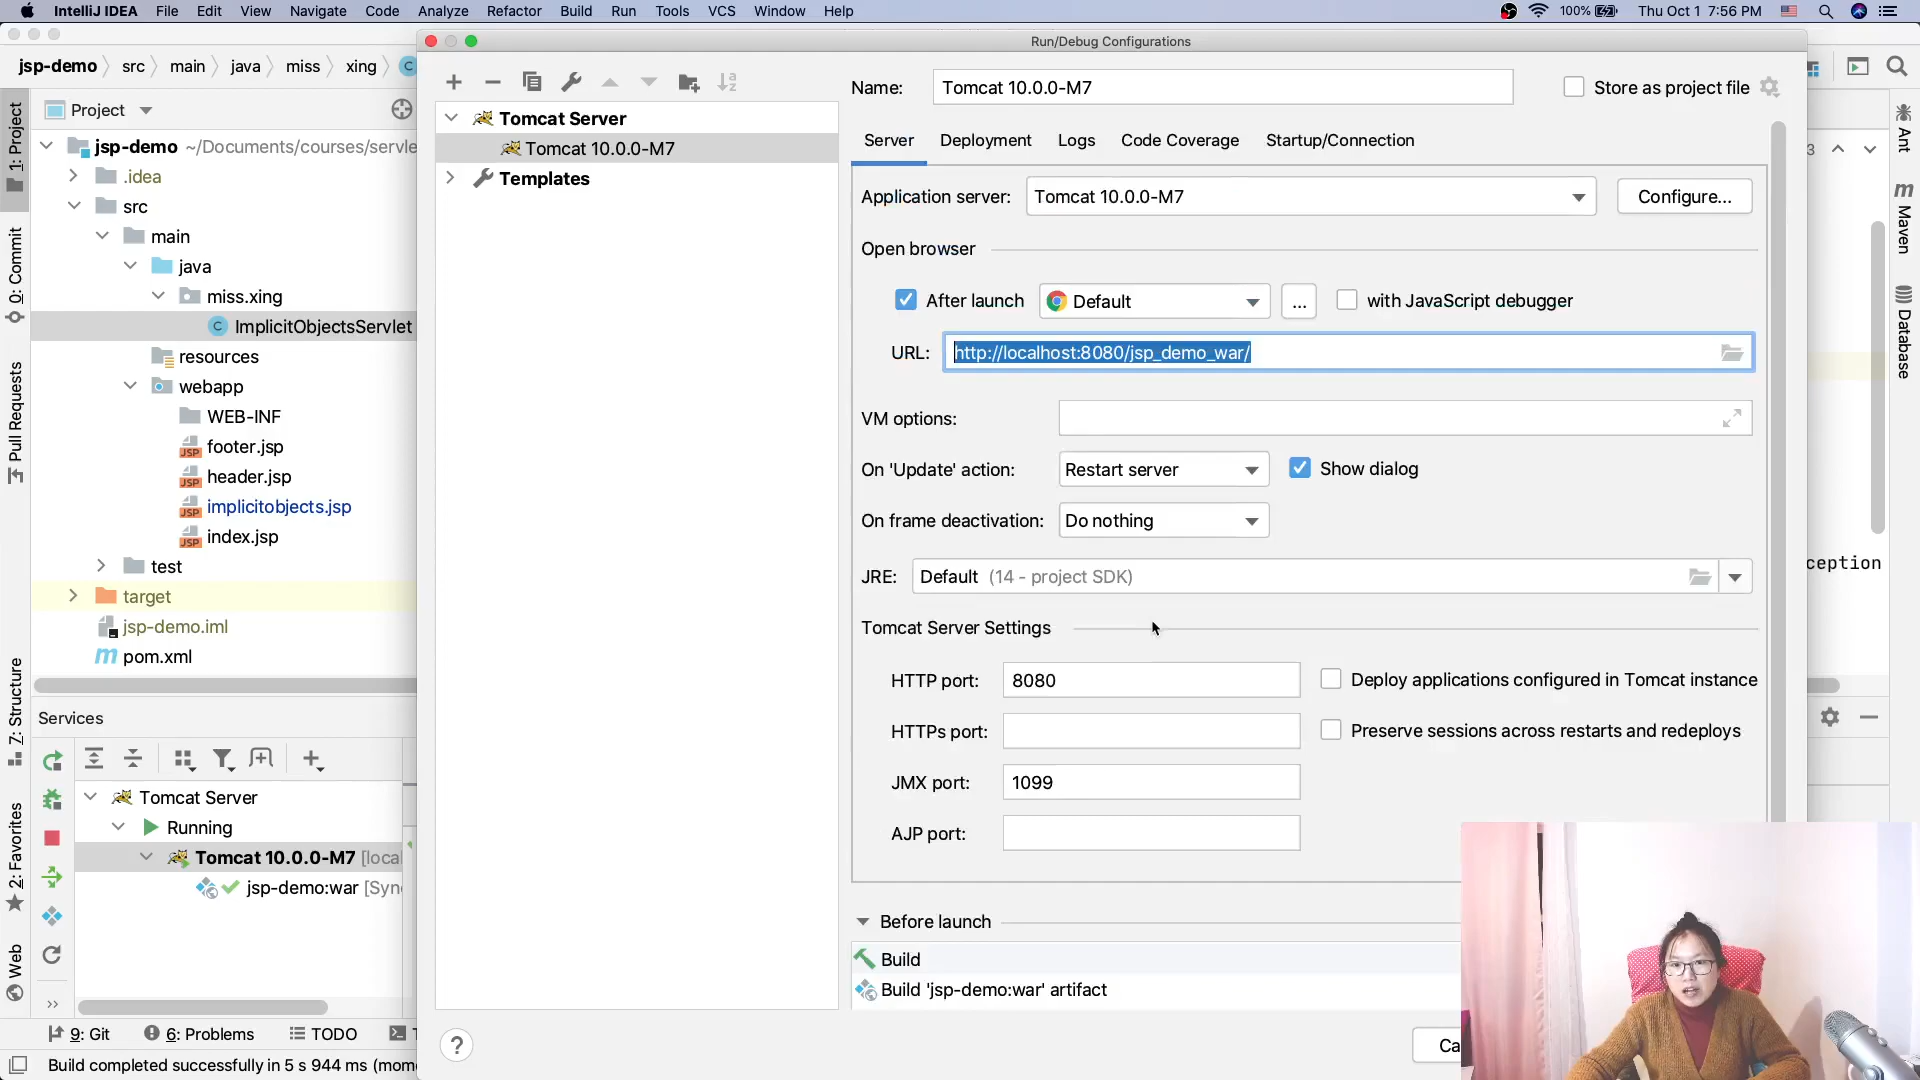 IntelliJ IDEA File Edit View Navigate Code Analyze Refactor Build Run Tools VCS Window Help 100% Thu Oct 1 7:56 PM
Run/Debug Configurations
jsp-demo src main java miss xing C
Name: Tomcat 10.0.0-M7 Store as project file
Project
Tomcat Server
Tomcat 10.0.0-M7
Templates
Server Deployment Logs Code Coverage Startup/Connection
3
jsp-demo ~/Documents/courses/servle
.idea
src
main
java
miss.xing
C ImplicitObjectsServlet
resources
webapp
WEB-INF
JSP footer.jsp
JSP header.jsp
JSP implicitobjects.jsp
JSP index.jsp
test
target
jsp-demo.iml
m pom.xml
Application server: Tomcat 10.0.0-M7 Configure...
Open browser
After launch Default ... with JavaScript debugger
URL: http://localhost:8080/jsp_demo_war/
VM options:
On 'Update' action: Restart server Show dialog
On frame deactivation: Do nothing
JRE: Default (14 - project SDK)
ception
Tomcat Server Settings
HTTP port: 8080 Deploy applications configured in Tomcat instance
HTTPs port: Preserve sessions across restarts and redeploys
JMX port: 1099
AJP port:
Before launch
Build
Build 'jsp-demo:war' artifact
? Ca
Services
Tomcat Server
Running
Tomcat 10.0.0-M7 [loca
jsp-demo:war [Sync
1: Project
0: Commit
Pull Requests
Z: Structure
2: Favorites
Web
Ant
m Maven
Database
9: Git 6: Problems TODO
Build completed successfully in 5 s 944 ms (mom